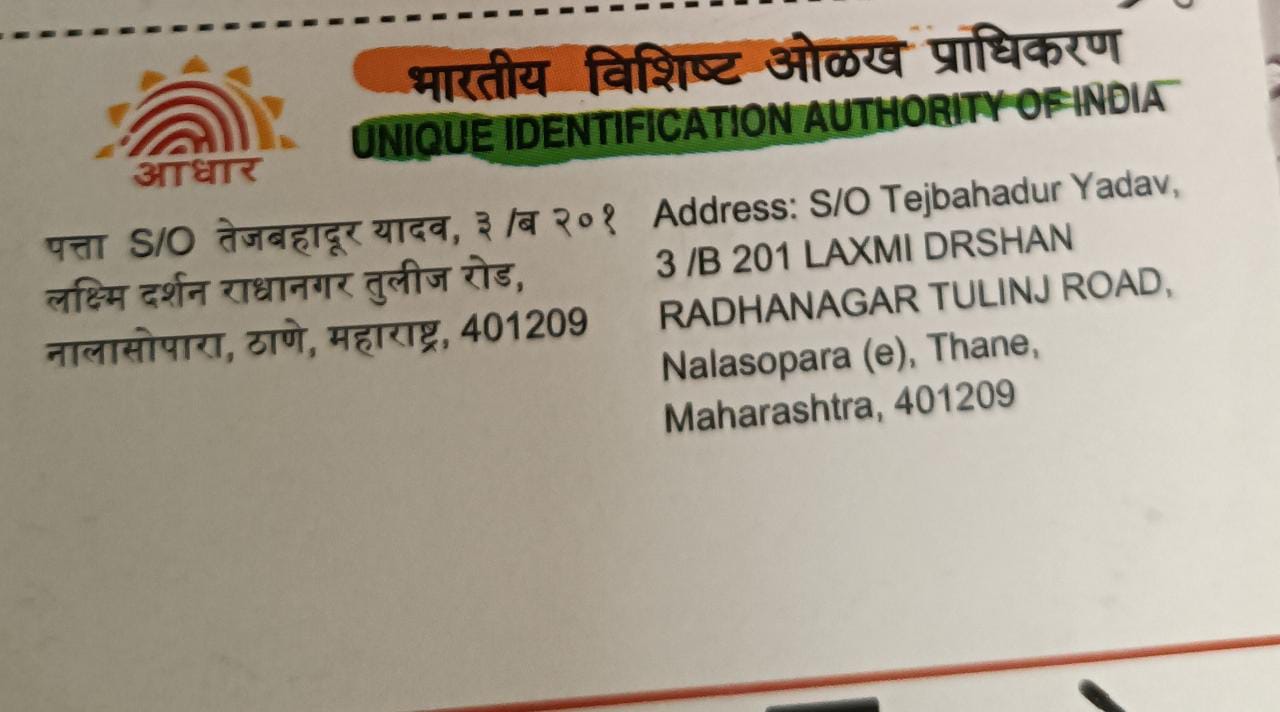 भारतीय विशिष्ट ओळख प्राधिकरण
UNIQUE IDENTIFICATION AUTHORITY OF INDIA
आधार
पत्ता S/O तेजबहादूर यादव, ३ /ब २०१
लक्ष्मि दर्शन राधानगर तुलीज रोड,
नालासोपारा, ठाणे, महाराष्ट्र, 401209
Address: S/O Tejbahadur Yadav,
3 /B 201 LAXMI DRSHAN
RADHANAGAR TULINJ ROAD,
Nalasopara (e), Thane,
Maharashtra, 401209